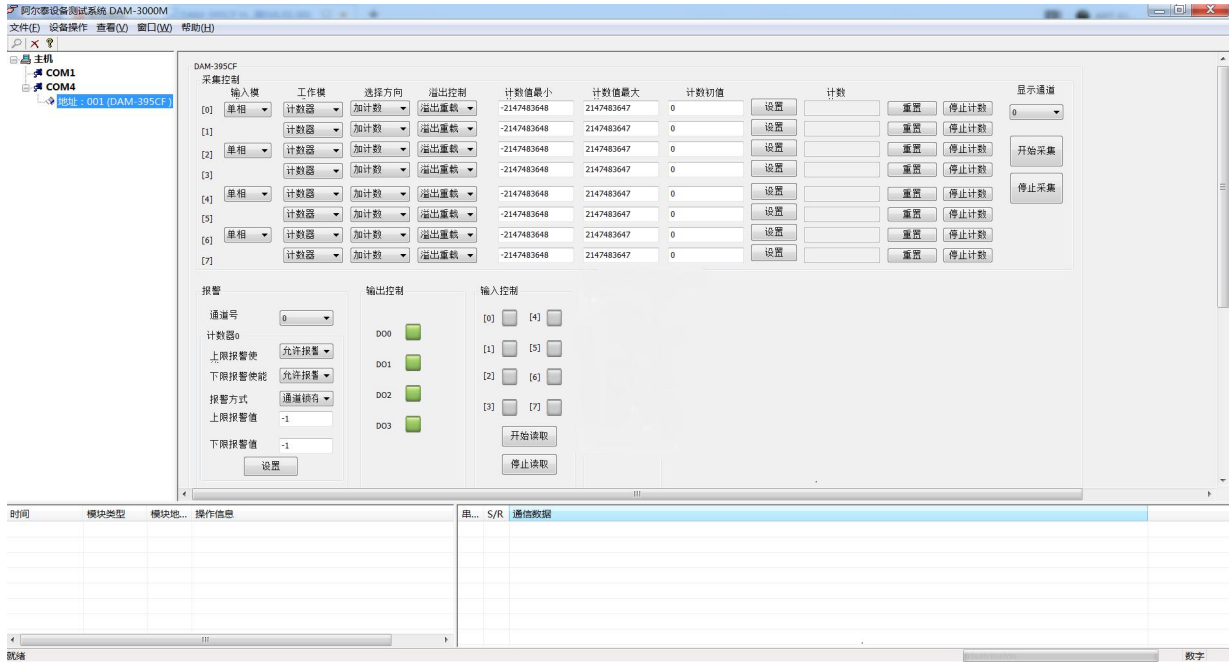 阿尔泰设备测试系统 DAM-3000M
文件(F) 设备操作 查看(V) 窗口(W) 帮助(H)
主机
COM1
COM4
地址：001 (DAM-395CF)
DAM-395CF
采集控制
输入模 工作模 选择方向 溢出控制 计数值最小 计数值最大 计数初值 计数 显示通道
[0] 单相 计数器 加计数 溢出重载 -2147483648 2147483647 0 设置 重置 停止计数 0
[1] 计数器 加计数 溢出重载 -2147483648 2147483647 0 设置 重置 停止计数
[2] 单相 计数器 加计数 溢出重载 -2147483648 2147483647 0 设置 重置 停止计数 开始采集
[3] 计数器 加计数 溢出重载 -2147483648 2147483647 0 设置 重置 停止计数
[4] 单相 计数器 加计数 溢出重载 -2147483648 2147483647 0 设置 重置 停止计数 停止采集
[5] 计数器 加计数 溢出重载 -2147483648 2147483647 0 设置 重置 停止计数
[6] 单相 计数器 加计数 溢出重载 -2147483648 2147483647 0 设置 重置 停止计数
[7] 计数器 加计数 溢出重载 -2147483648 2147483647 0 设置 重置 停止计数
报警
通道号 0
计数器0
上限报警使 允许报警
下限报警使能 允许报警
报警方式 通道锁存
上限报警值 -1
下限报警值 -1
设置
输出控制
DO0
DO1
DO2
DO3
输入控制
[0] [4]
[1] [5]
[2] [6]
[3] [7]
开始读取
停止读取
时间 模块类型 模块地... 操作信息
串... S/R 通信数据
就绪 数字